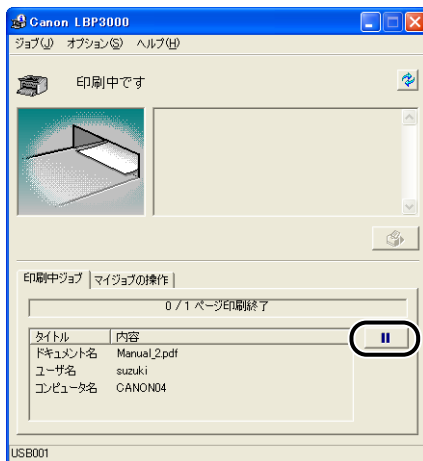 Canon LBP3000
ジョブ(J) オプション(S) ヘルプ(H)
印刷中です
印刷中ジョブ マイジョブの操作
0 / 1 ページ印刷終了
タイトル 内容
ドキュメント名 Manual_2.pdf
ユーザ名 suzuki
コンピュータ名 CANON04
USB001